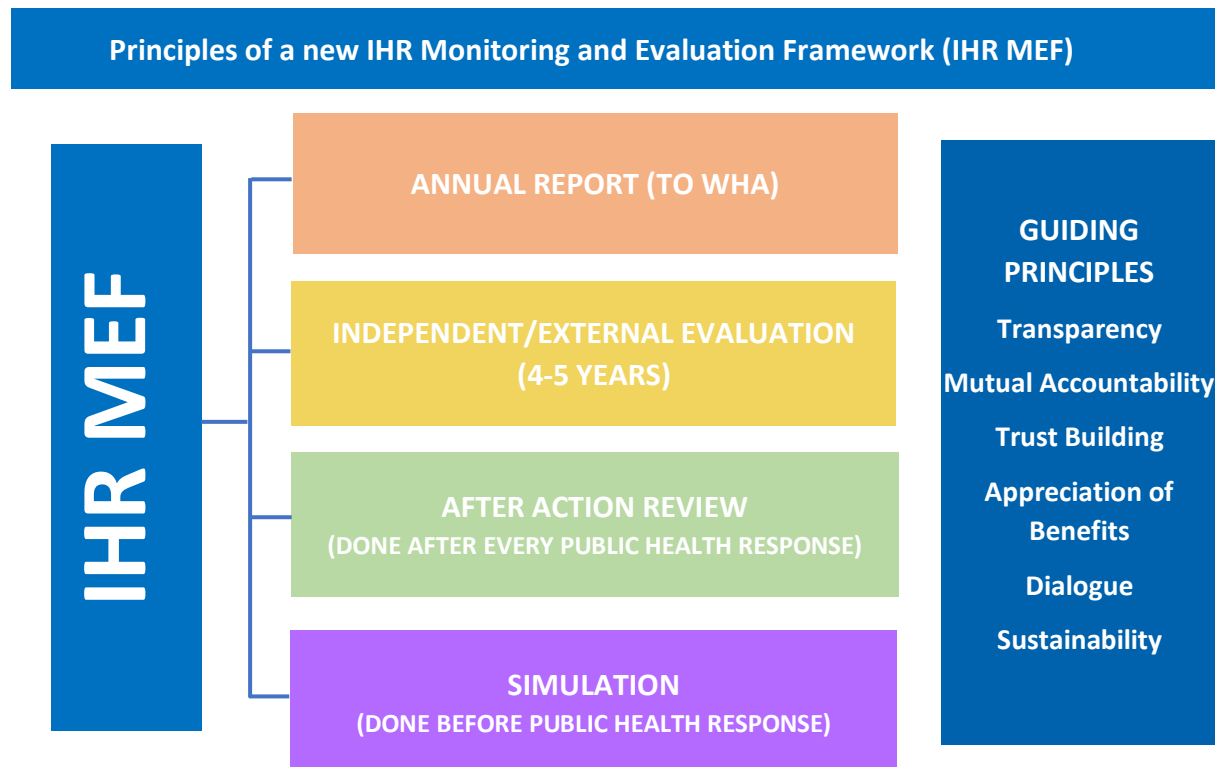 Principles of a new IHR Monitoring and Evaluation Framework (IHR MEF)
IHR MEF
ANNUAL REPORT (TO WHA)
INDEPENDENT/EXTERNAL EVALUATION
(4-5 YEARS)
AFTER ACTION REVIEW
(DONE AFTER EVERY PUBLIC HEALTH RESPONSE)
SIMULATION
(DONE BEFORE PUBLIC HEALTH RESPONSE)
GUIDING
PRINCIPLES
Transparency
Mutual Accountability
Trust Building
Appreciation of
Benefits
Dialogue
Sustainability